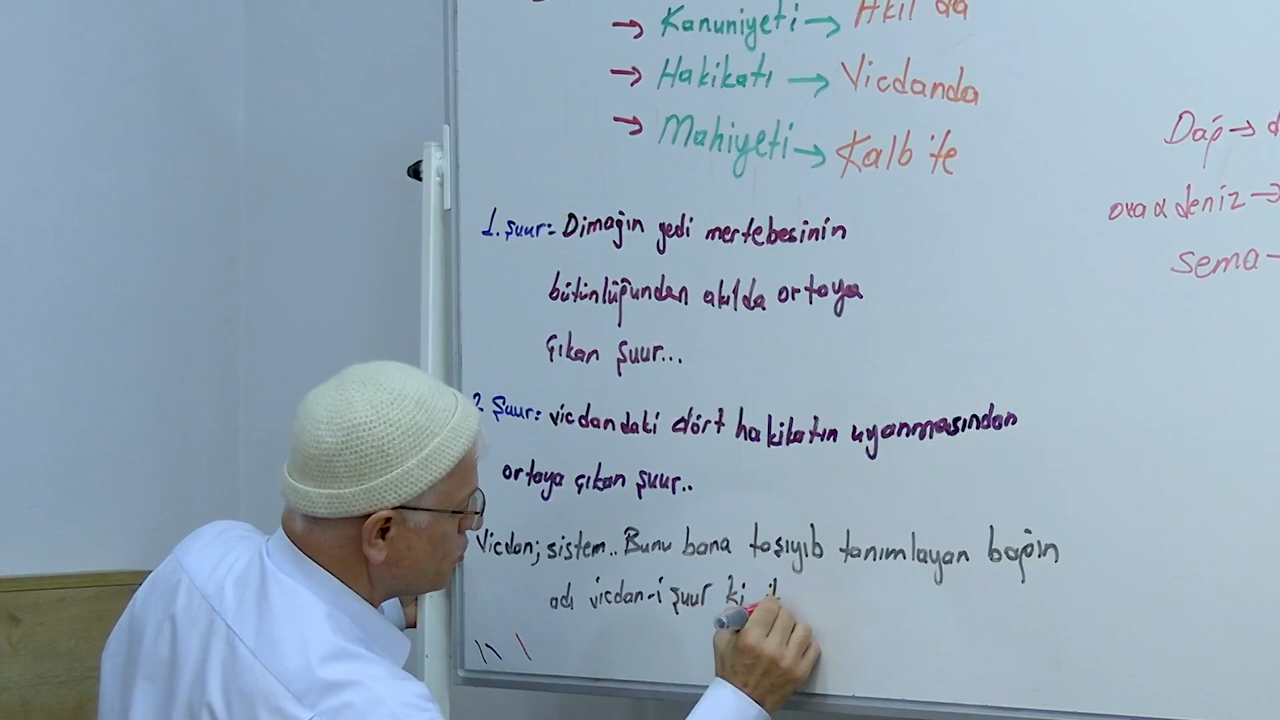 → Kanuniyeti → Akıl'da
→ Hakikatı → Vicdanda
→ Mahiyeti → Kalb'te
Dağ →
ova α deniz →
sema
1. Şuur: Dimağın yedi mertebesinin
bütünlüğünden akılda ortaya
çıkan şuur...
2. Şuur: vicdandaki dört hakikatın uyanmasından
ortaya çıkan şuur..
Vicdan; sistem.. Bunu bana taşıyıb tanımlayan bağın
adı vicdan-i şuur ki